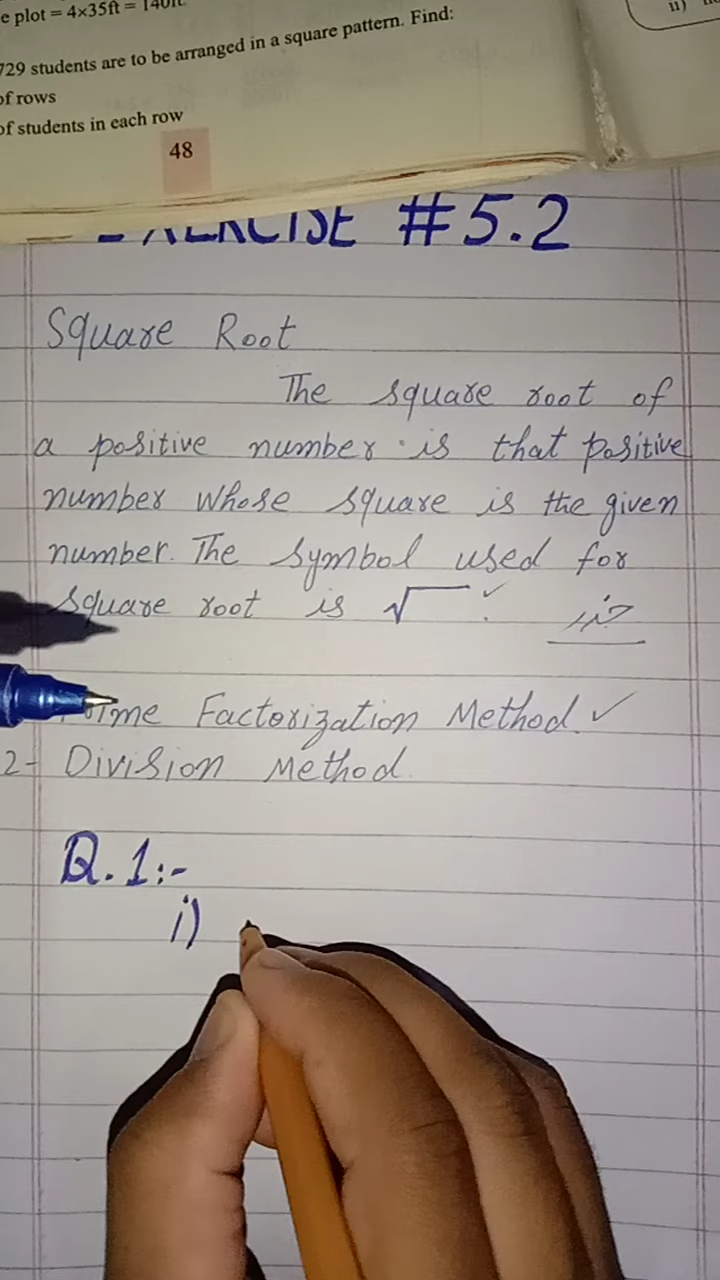 e plot = 4×35ft = 140ft.
729 students are to be arranged in a square pattern. Find:
of rows
of students in each row
48
ii)
EXERCISE #5.2
Square Root
The square root of
a positive number is that positive
number whose square is the given
number. The symbol used for
square root is √ ✓. جذر
Prime Factorization Method. ✓
2- Division Method.
Q.1:-
i)